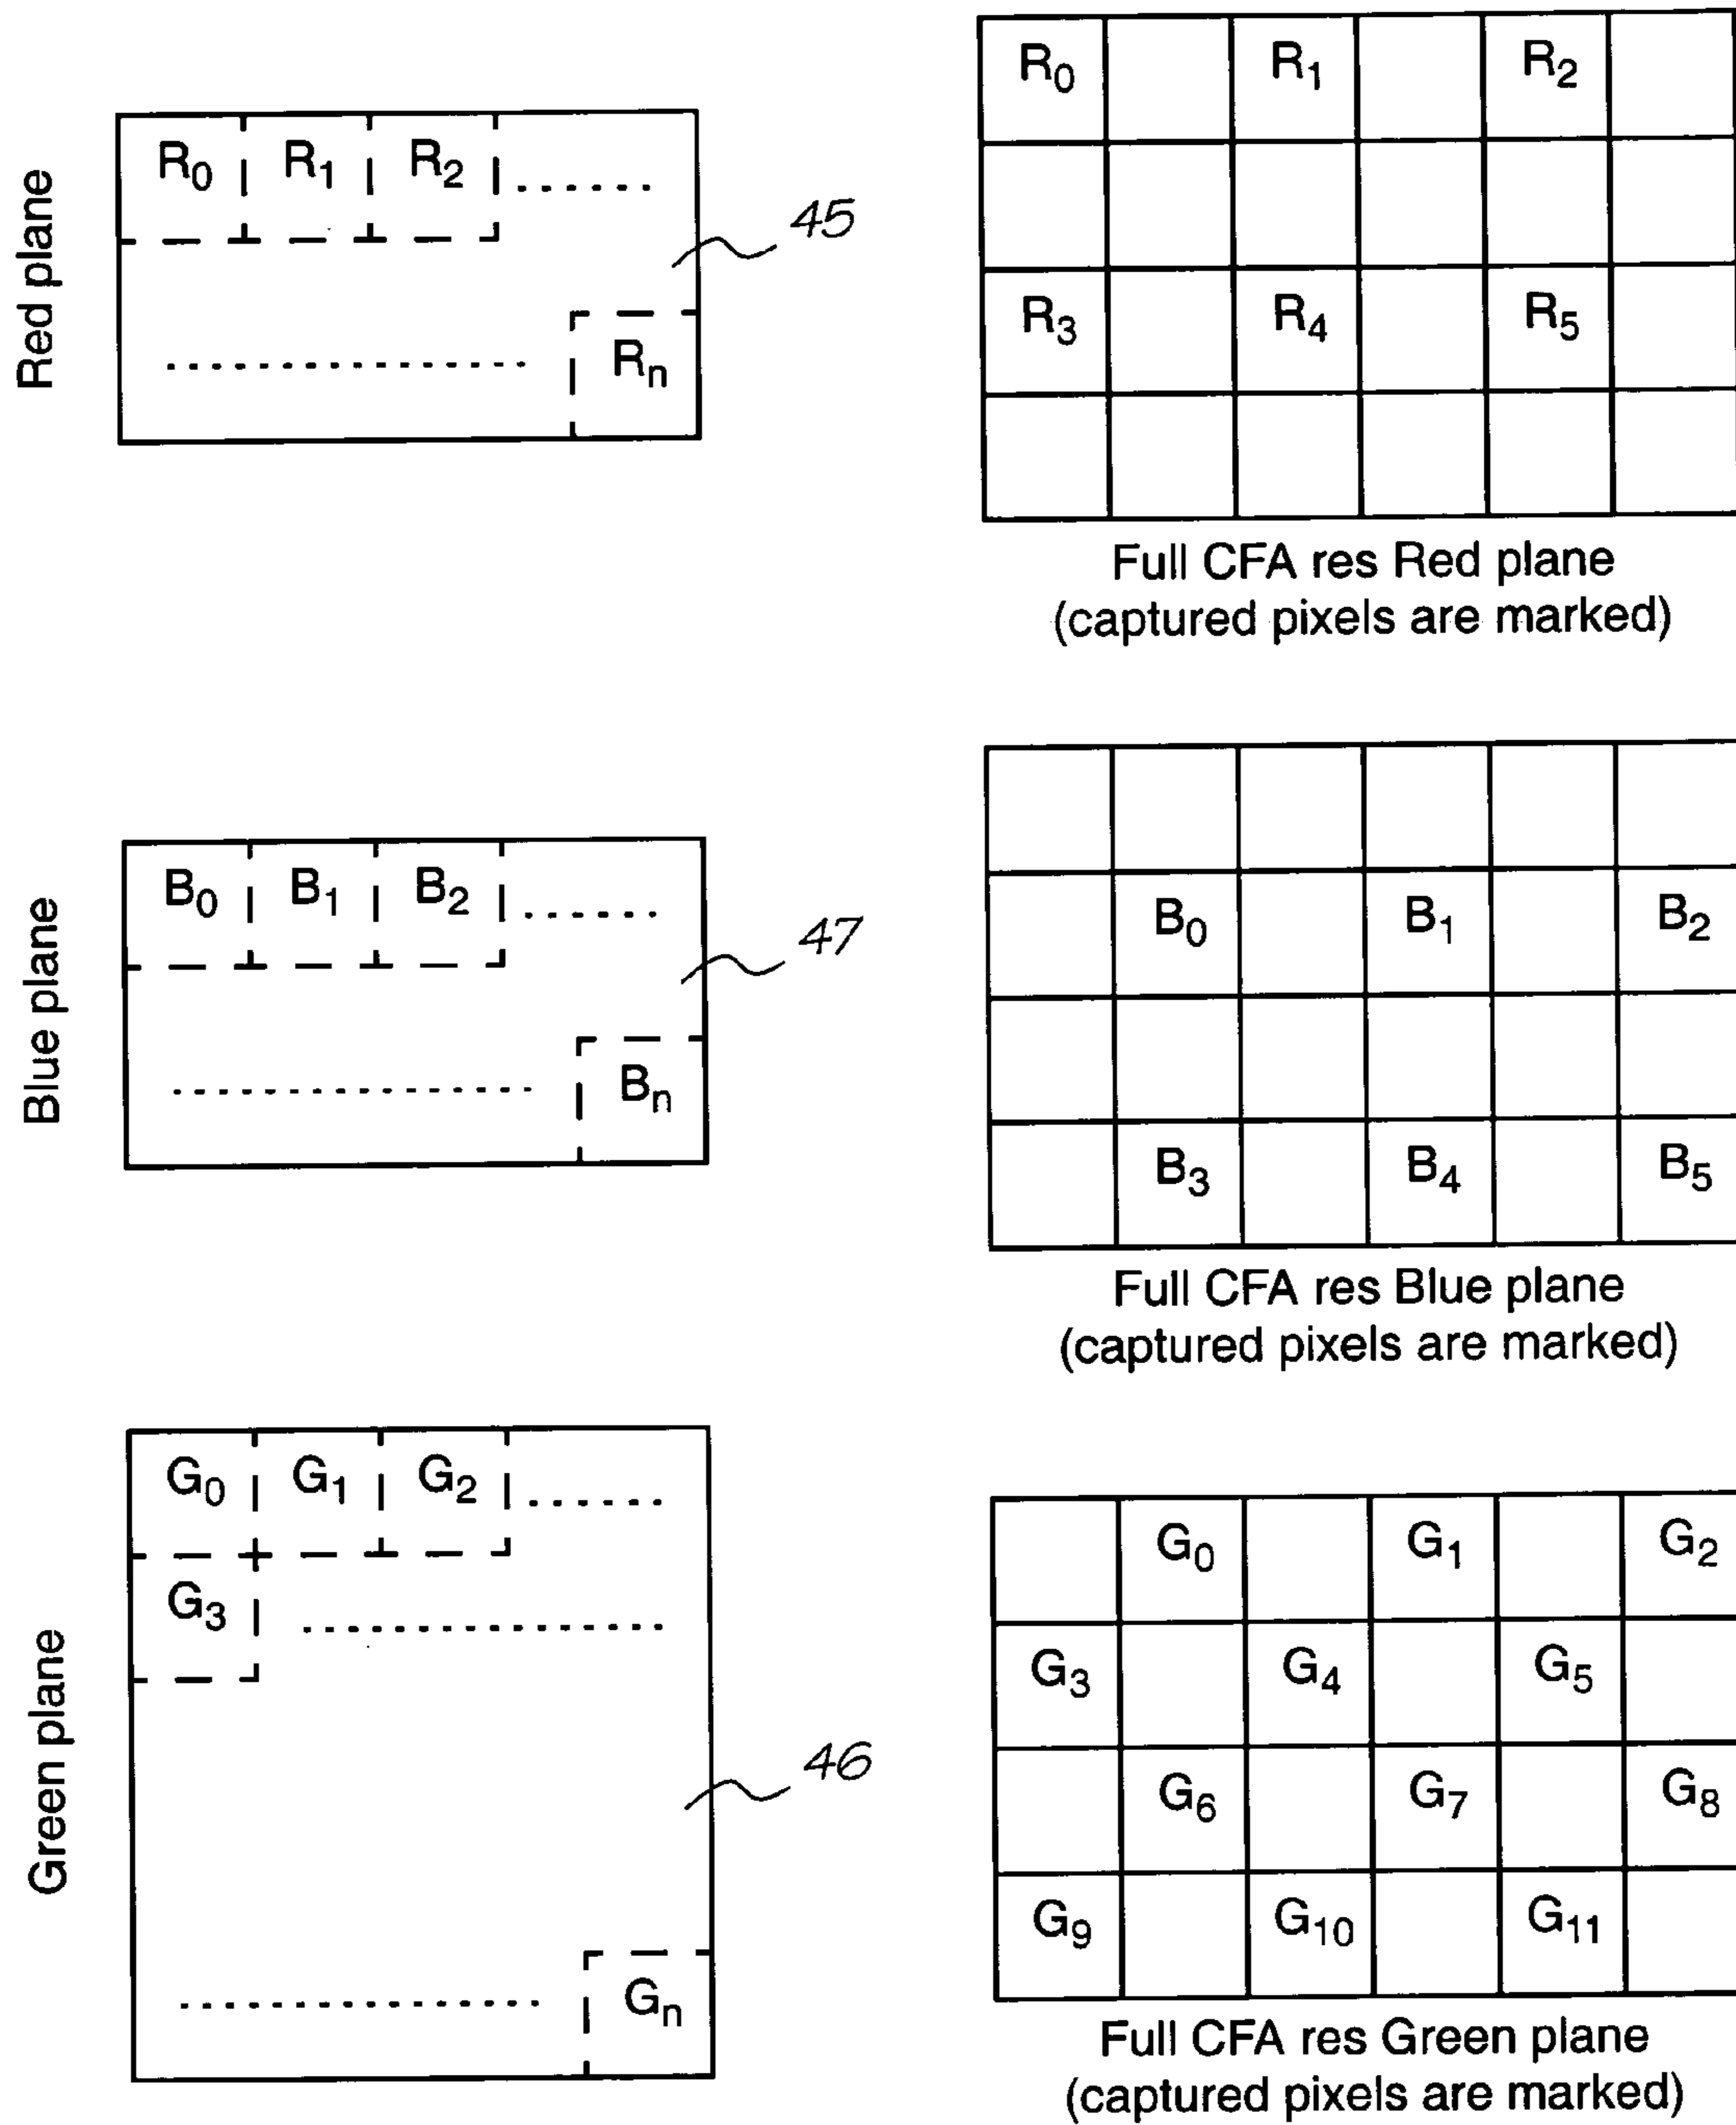 Red plane
R0 R1 R2 ......
45
Rn
R0 R1 R2
R3 R4 R5
Full CFA res Red plane
(captured pixels are marked)
Blue plane
B0 B1 B2 ......
47
Bn
B0 B1 B2
B3 B4 B5
Full CFA res Blue plane
(captured pixels are marked)
Green plane
G0 G1 G2 ......
G3
46
Gn
G0 G1 G2
G3 G4 G5
G6 G7 G8
G9 G10 G11
Full CFA res Green plane
(captured pixels are marked)